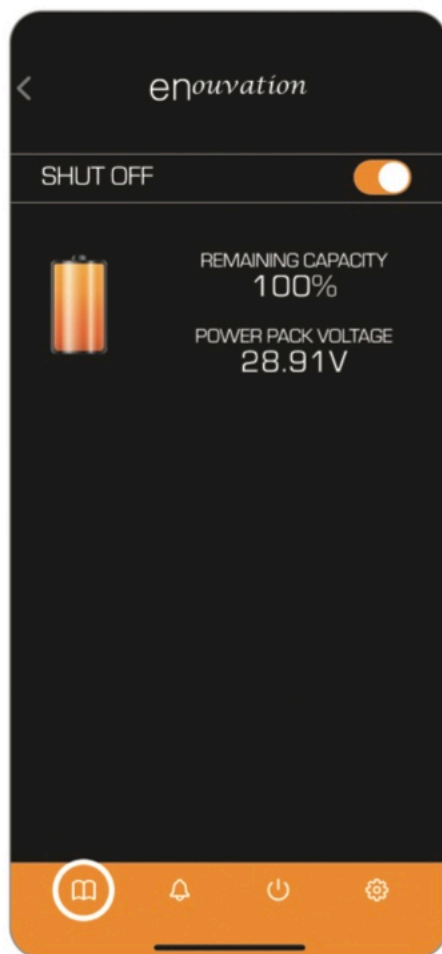 enouvation
SHUT OFF
REMAINING CAPACITY
100%
POWER PACK VOLTAGE
28.91V